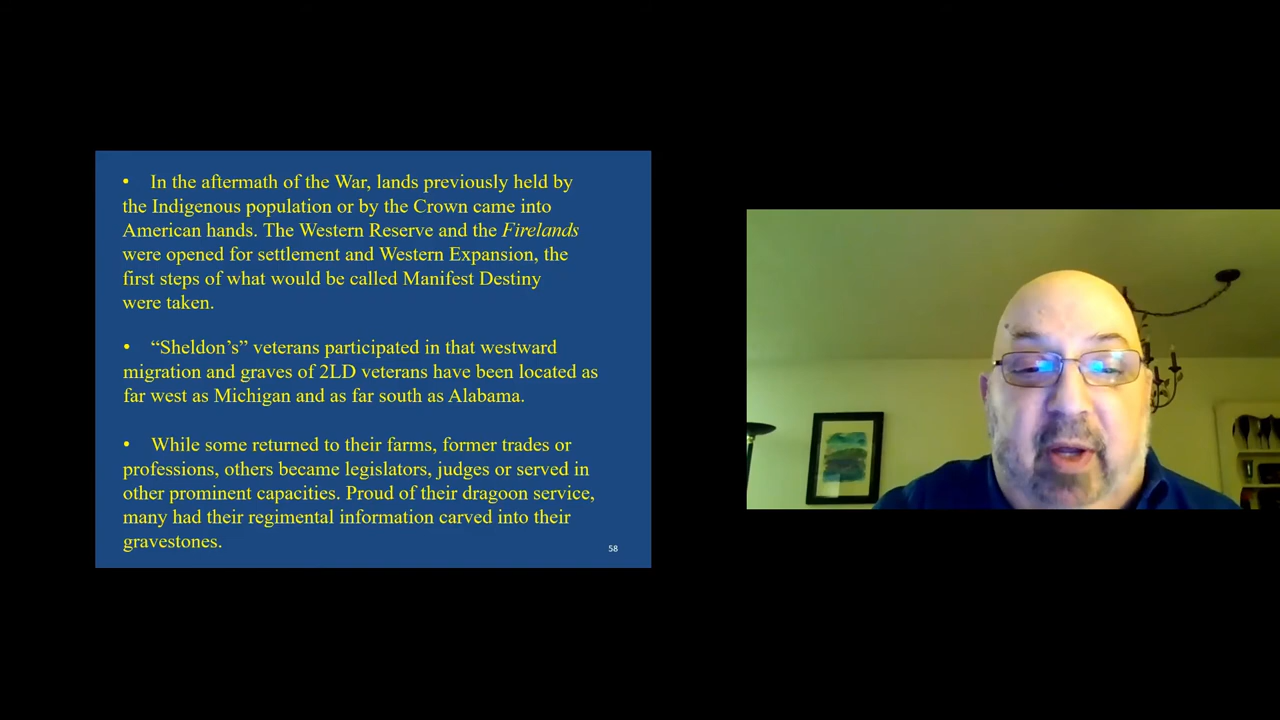 • In the aftermath of the War, lands previously held by
the Indigenous population or by the Crown came into
American hands. The Western Reserve and the Firelands
were opened for settlement and Western Expansion, the
first steps of what would be called Manifest Destiny
were taken.
• “Sheldon’s” veterans participated in that westward
migration and graves of 2LD veterans have been located as
far west as Michigan and as far south as Alabama.
• While some returned to their farms, former trades or
professions, others became legislators, judges or served in
other prominent capacities. Proud of their dragoon service,
many had their regimental information carved into their
gravestones.
58